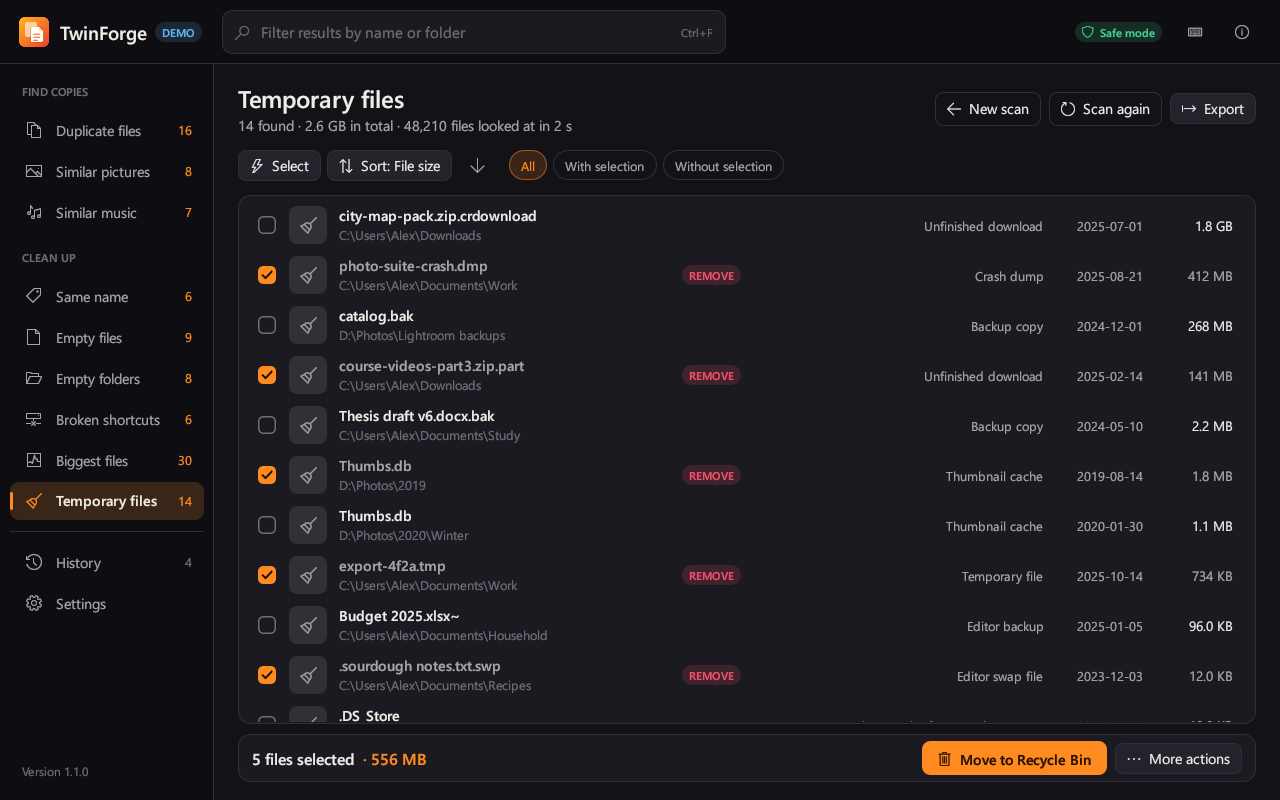 TwinForge DEMO
Filter results by name or folder Ctrl+F
Safe mode
FIND COPIES
Duplicate files 16
Similar pictures 8
Similar music 7
CLEAN UP
Same name 6
Empty files 9
Empty folders 8
Broken shortcuts 6
Biggest files 30
Temporary files 14
History 4
Settings
Version 1.1.0
Temporary files
14 found · 2.6 GB in total · 48,210 files looked at in 2 s
New scan Scan again Export
Select Sort: File size All With selection Without selection
city-map-pack.zip.crdownload
C:\Users\Alex\Downloads
Unfinished download 2025-07-01 1.8 GB
photo-suite-crash.dmp
C:\Users\Alex\Documents\Work
REMOVE Crash dump 2025-08-21 412 MB
catalog.bak
D:\Photos\Lightroom backups
Backup copy 2024-12-01 268 MB
course-videos-part3.zip.part
C:\Users\Alex\Downloads
REMOVE Unfinished download 2025-02-14 141 MB
Thesis draft v6.docx.bak
C:\Users\Alex\Documents\Study
Backup copy 2024-05-10 2.2 MB
Thumbs.db
D:\Photos\2019
REMOVE Thumbnail cache 2019-08-14 1.8 MB
Thumbs.db
D:\Photos\2020\Winter
Thumbnail cache 2020-01-30 1.1 MB
export-4f2a.tmp
C:\Users\Alex\Documents\Work
REMOVE Temporary file 2025-10-14 734 KB
Budget 2025.xlsx~
C:\Users\Alex\Documents\Household
Editor backup 2025-01-05 96.0 KB
.sourdough notes.txt.swp
C:\Users\Alex\Documents\Recipes
REMOVE Editor swap file 2023-12-03 12.0 KB
.DS_Store
5 files selected · 556 MB
Move to Recycle Bin More actions